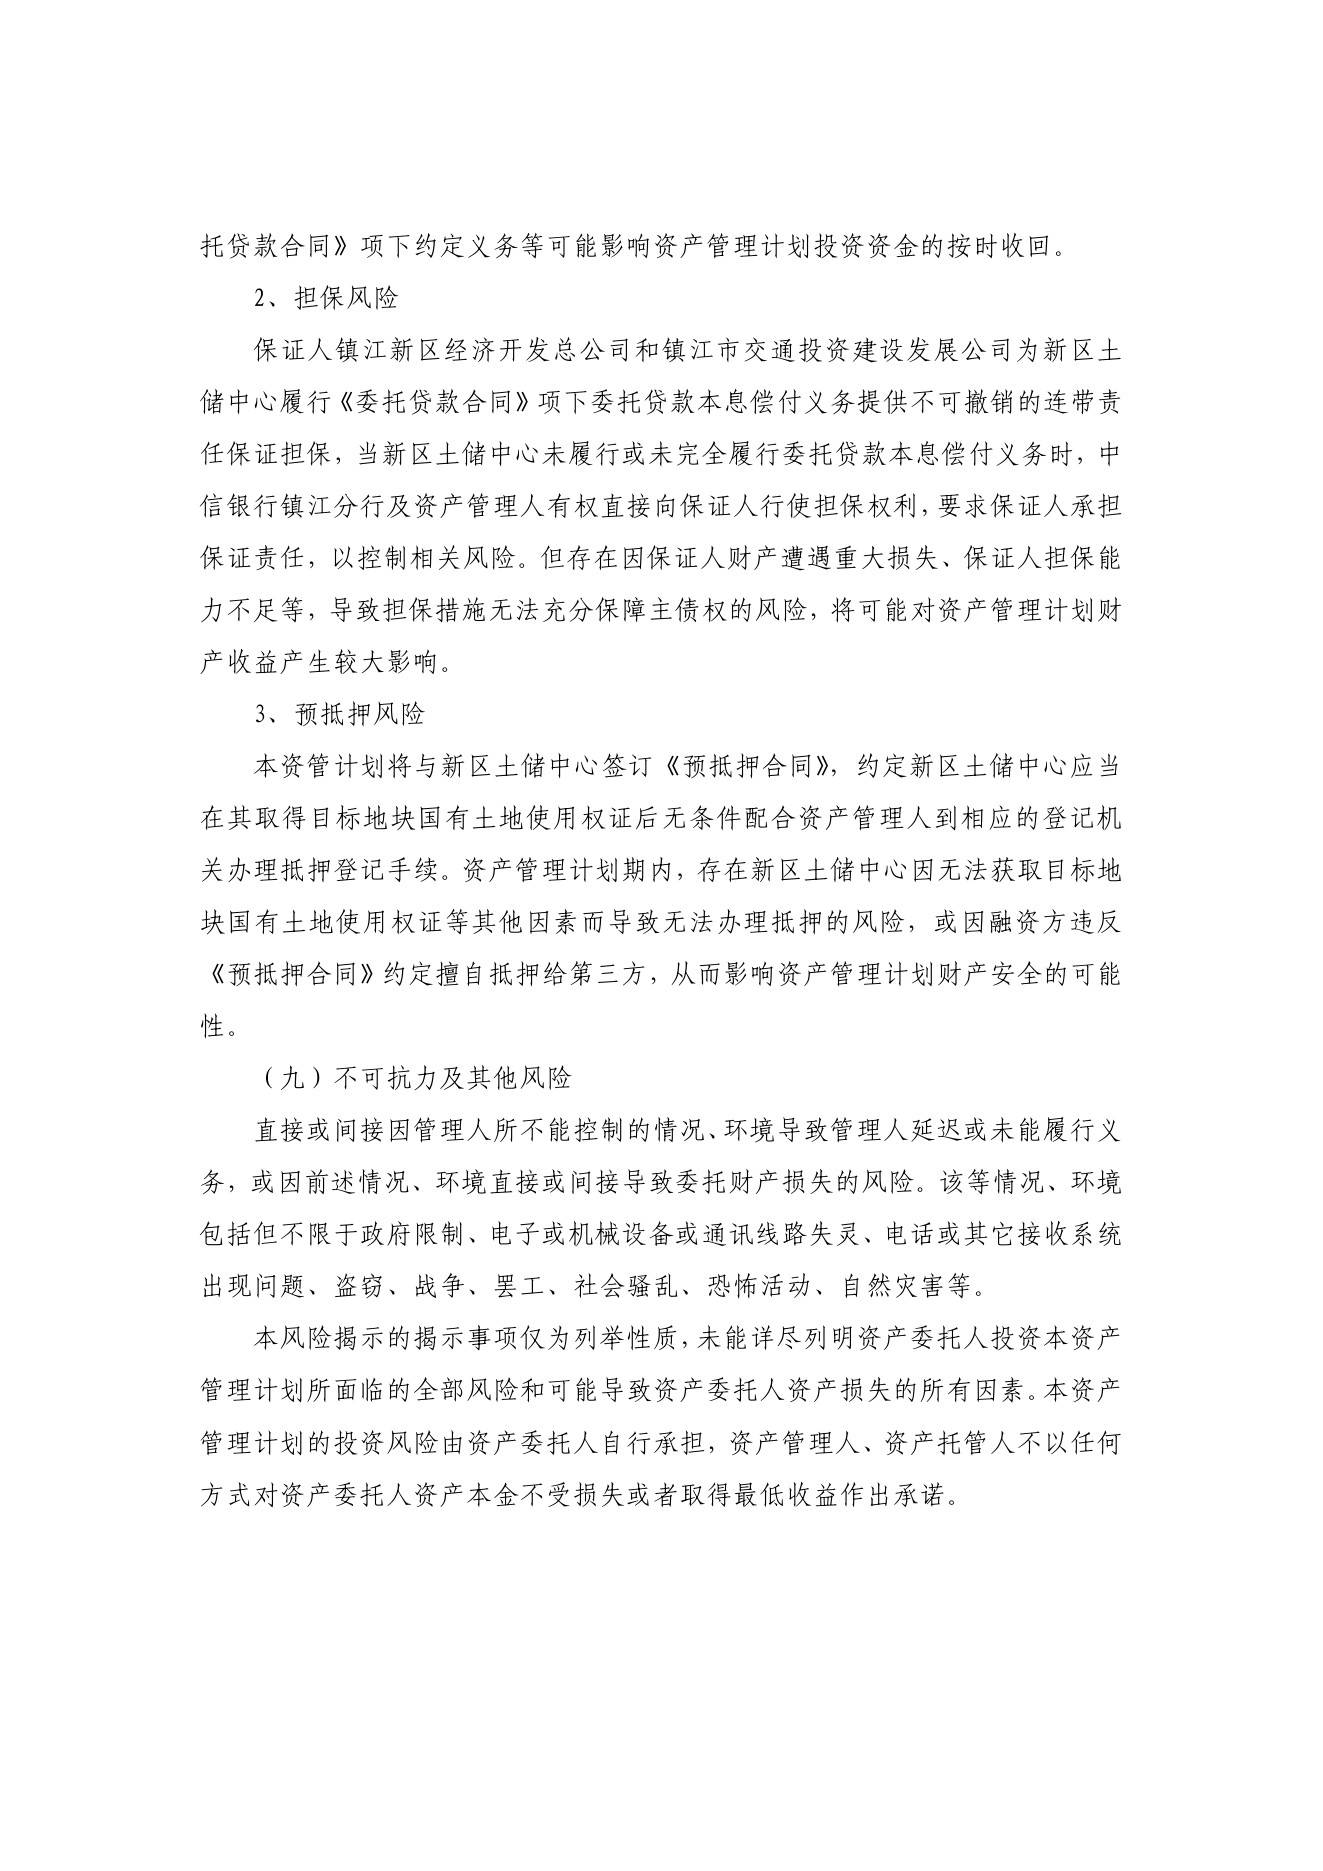 托贷款合同》项下约定义务等可能影响资产管理计划投资资金的按时收回。
2、担保风险
保证人镇江新区经济开发总公司和镇江市交通投资建设发展公司为新区土
储中心履行《委托贷款合同》项下委托贷款本息偿付义务提供不可撤销的连带责
任保证担保，当新区土储中心未履行或未完全履行委托贷款本息偿付义务时，中
信银行镇江分行及资产管理人有权直接向保证人行使担保权利，要求保证人承担
保证责任，以控制相关风险。但存在因保证人财产遭遇重大损失、保证人担保能
力不足等，导致担保措施无法充分保障主债权的风险，将可能对资产管理计划财
产收益产生较大影响。
3、预抵押风险
本资管计划将与新区土储中心签订《预抵押合同》，约定新区土储中心应当
在其取得目标地块国有土地使用权证后无条件配合资产管理人到相应的登记机
关办理抵押登记手续。资产管理计划期内，存在新区土储中心因无法获取目标地
块国有土地使用权证等其他因素而导致无法办理抵押的风险，或因融资方违反
《预抵押合同》约定擅自抵押给第三方，从而影响资产管理计划财产安全的可能
性。
（九）不可抗力及其他风险
直接或间接因管理人所不能控制的情况、环境导致管理人延迟或未能履行义
务，或因前述情况、环境直接或间接导致委托财产损失的风险。该等情况、环境
包括但不限于政府限制、电子或机械设备或通讯线路失灵、电话或其它接收系统
出现问题、盗窃、战争、罢工、社会骚乱、恐怖活动、自然灾害等。
本风险揭示的揭示事项仅为列举性质，未能详尽列明资产委托人投资本资产
管理计划所面临的全部风险和可能导致资产委托人资产损失的所有因素。本资产
管理计划的投资风险由资产委托人自行承担，资产管理人、资产托管人不以任何
方式对资产委托人资产本金不受损失或者取得最低收益作出承诺。